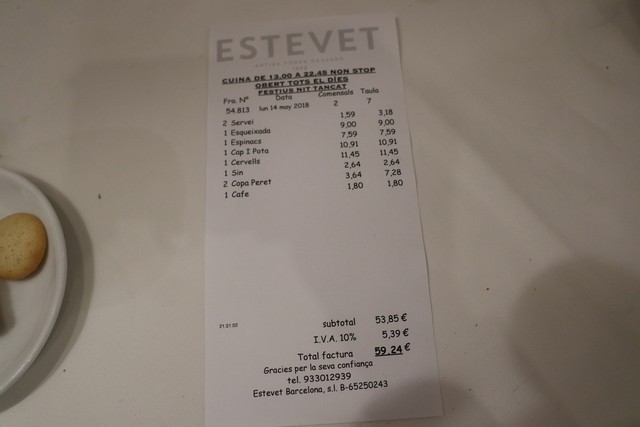 ESTEVET
CUINA DE 13.00 A 22.45 NON STOP
OBERT TOTS EL DÍES
FESTIUS NIT TANCAT
Fra. Nº Data Comensals Taula
54.813 lun 14 may 2018 2 7
2 Servei 1,59 3,18
1 Esqueixada 9,00 9,00
1 Espinacs 7,59 7,59
1 Cap I Pota 10,91 10,91
1 Cervells 11,45 11,45
1 Sin 2,64 2,64
2 Copa Peret 3,64 7,28
1 Cafe 1,80 1,80
subtotal 53,85 €
I.V.A. 10% 5,39 €
Total factura 59,24 €
Gracies per la seva confiança
tel. 933012939
Estevet Barcelona, s.l. B-65250243